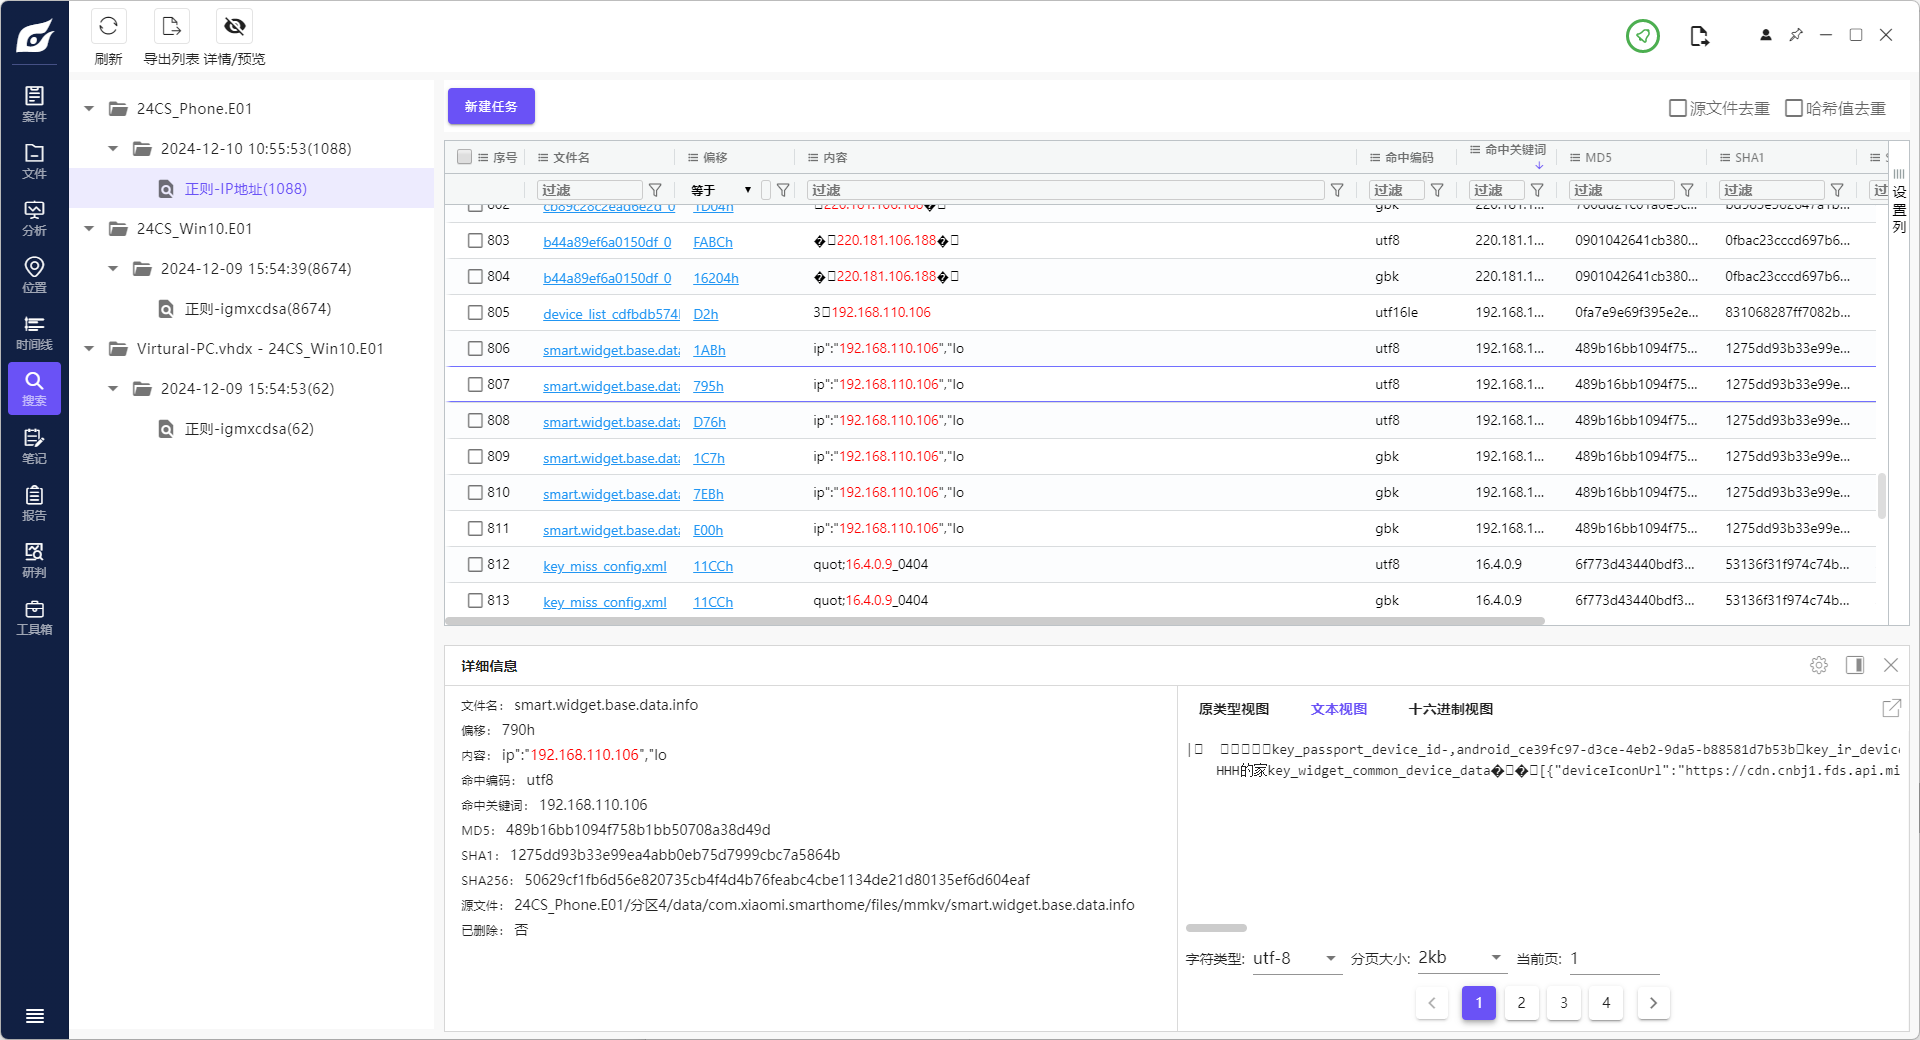 刷新
导出列表 详情/预览
案件
文件
分析
位置
时间线
搜索
笔记
报告
研判
工具箱
24CS_Phone.E01
2024-12-10 10:55:53(1088)
正则-IP地址(1088)
24CS_Win10.E01
2024-12-09 15:54:39(8674)
正则-igmxcdsa(8674)
Virtural-PC.vhdx - 24CS_Win10.E01
2024-12-09 15:54:53(62)
正则-igmxcdsa(62)
新建任务
源文件去重 哈希值去重
序号 文件名 偏移 内容 命中编码 命中关键词 MD5 SHA1
过滤 等于 过滤 过滤 过滤 过滤 过滤 过
设置列
803 b44a89ef6a0150df_0 FABCh 220.181.106.188 utf8 220.181.1... 0901042641cb380... 0fbac23cccd697b6...
804 b44a89ef6a0150df_0 16204h 220.181.106.188 gbk 220.181.1... 0901042641cb380... 0fbac23cccd697b6...
805 device_list_cdfbdb574 D2h 3 192.168.110.106 utf16le 192.168.1... 0fa7e9e69f395e2e... 831068287ff7082b...
806 smart.widget.base.data 1ABh ip":"192.168.110.106","lo utf8 192.168.1... 489b16bb1094f75... 1275dd93b33e99e...
807 smart.widget.base.data 795h ip":"192.168.110.106","lo utf8 192.168.1... 489b16bb1094f75... 1275dd93b33e99e...
808 smart.widget.base.data D76h ip":"192.168.110.106","lo utf8 192.168.1... 489b16bb1094f75... 1275dd93b33e99e...
809 smart.widget.base.data 1C7h ip":"192.168.110.106","lo gbk 192.168.1... 489b16bb1094f75... 1275dd93b33e99e...
810 smart.widget.base.data 7EBh ip":"192.168.110.106","lo gbk 192.168.1... 489b16bb1094f75... 1275dd93b33e99e...
811 smart.widget.base.data E00h ip":"192.168.110.106","lo gbk 192.168.1... 489b16bb1094f75... 1275dd93b33e99e...
812 key_miss_config.xml 11CCh quot;16.4.0.9_0404 utf8 16.4.0.9 6f773d43440bdf3... 53136f31f974c74b...
813 key_miss_config.xml 11CCh quot;16.4.0.9_0404 gbk 16.4.0.9 6f773d43440bdf3... 53136f31f974c74b...
详细信息
文件名: smart.widget.base.data.info
偏移: 790h
内容: ip":"192.168.110.106","lo
命中编码: utf8
命中关键词: 192.168.110.106
MD5: 489b16bb1094f758b1bb50708a38d49d
SHA1: 1275dd93b33e99ea4abb0eb75d7999cbc7a5864b
SHA256: 50629cf1fb6d56e820735cb4f4d4b76feabc4cbe1134de21d80135ef6d604eaf
源文件: 24CS_Phone.E01/分区4/data/com.xiaomi.smarthome/files/mmkv/smart.widget.base.data.info
已删除: 否
原类型视图 文本视图 十六进制视图
key_passport_device_id-,android_ce39fc97-d3ce-4eb2-9da5-b88581d7b53b key_ir_devic
HHH的家key_widget_common_device_data [{"deviceIconUrl":"https://cdn.cnbj1.fds.api.mi
字符类型: utf-8 分页大小: 2kb 当前页: 1
1 2 3 4